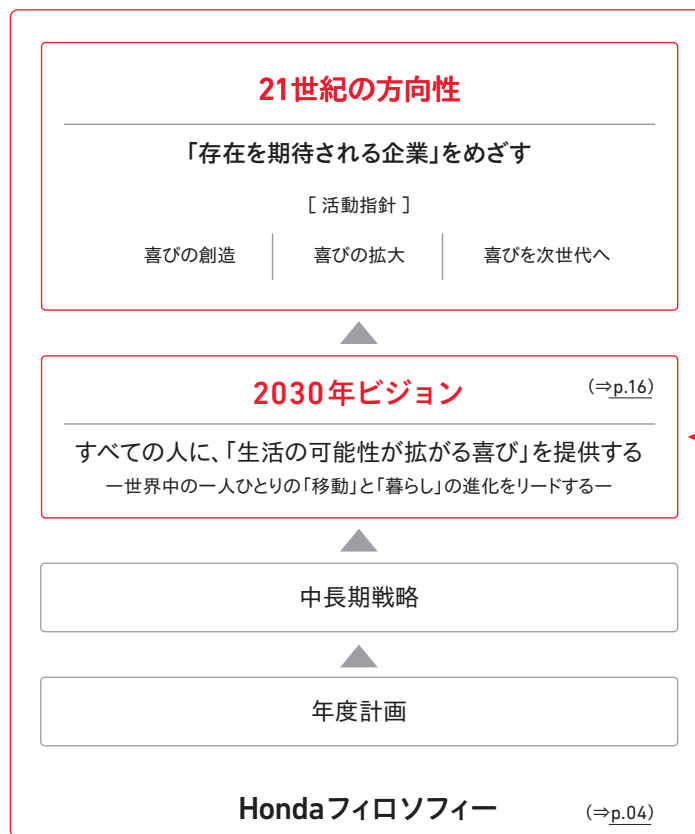 21世紀の方向性
「存在を期待される企業」をめざす
［ 活動指針 ］
喜びの創造 喜びの拡大 喜びを次世代へ
2030年ビジョン (⇒p.16)
すべての人に、「生活の可能性が拡がる喜び」を提供する
ー世界中の一人ひとりの「移動」と「暮らし」の進化をリードするー
中長期戦略
年度計画
Hondaフィロソフィー (⇒p.04)